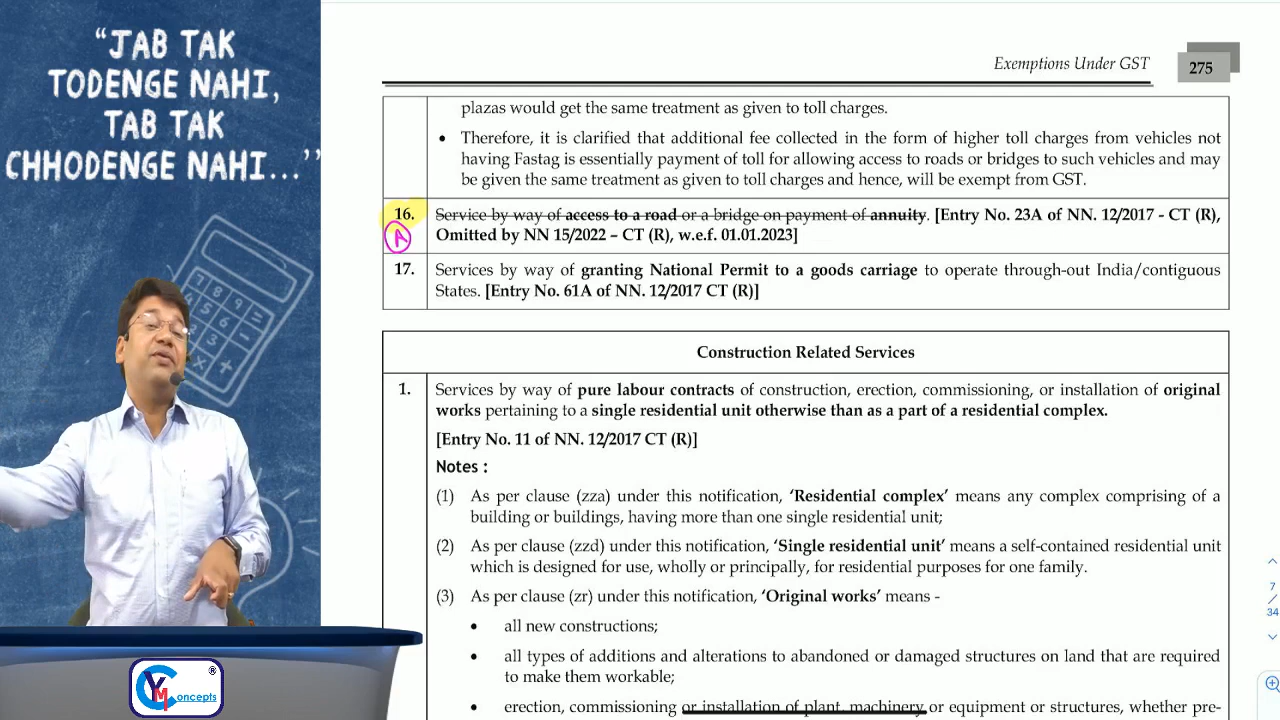 “JAB TAK
TODENGE NAHI,
TAB TAK
CHHODENGE NAHI...’’
Exemptions Under GST
275
plazas would get the same treatment as given to toll charges.
• Therefore, it is clarified that additional fee collected in the form of higher toll charges from vehicles not
having Fastag is essentially payment of toll for allowing access to roads or bridges to such vehicles and may
be given the same treatment as given to toll charges and hence, will be exempt from GST.
16. Service by way of access to a road or a bridge on payment of annuity. [Entry No. 23A of NN. 12/2017 - CT (R),
A Omitted by NN 15/2022 – CT (R), w.e.f. 01.01.2023]
17. Services by way of granting National Permit to a goods carriage to operate through-out India/contiguous
States. [Entry No. 61A of NN. 12/2017 CT (R)]
Construction Related Services
1. Services by way of pure labour contracts of construction, erection, commissioning, or installation of original
works pertaining to a single residential unit otherwise than as a part of a residential complex.
[Entry No. 11 of NN. 12/2017 CT (R)]
Notes :
(1) As per clause (zza) under this notification, ‘Residential complex’ means any complex comprising of a
building or buildings, having more than one single residential unit;
(2) As per clause (zzd) under this notification, ‘Single residential unit’ means a self-contained residential unit
which is designed for use, wholly or principally, for residential purposes for one family.
(3) As per clause (zr) under this notification, ‘Original works’ means -
• all new constructions;
• all types of additions and alterations to abandoned or damaged structures on land that are required
to make them workable;
• erection, commissioning or installation of plant, machinery or equipment or structures, whether pre-
7
/
34
YM Concepts
®